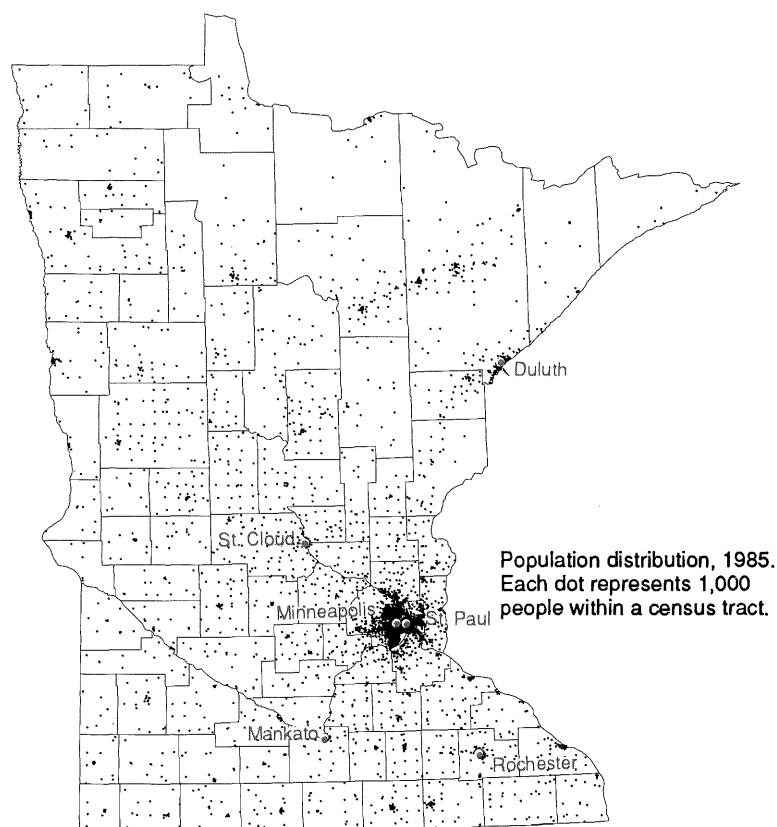 Duluth
St. Cloud
Population distribution, 1985.
Each dot represents 1,000
people within a census tract.
Minneapolis
St. Paul
Mankato
Rochester